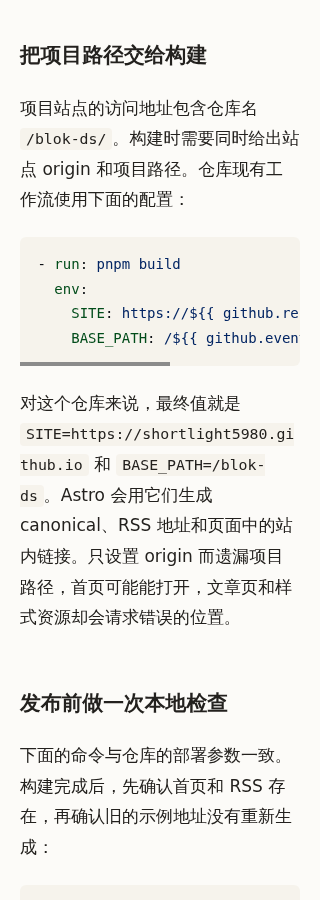 把项目路径交给构建
项目站点的访问地址包含仓库名
/blok-ds/ 。构建时需要同时给出站
点 origin 和项目路径。仓库现有工
作流使用下面的配置：
- run: pnpm build
env:
SITE: https://${{ github.re
BASE_PATH: /${{ github.even
对这个仓库来说，最终值就是
SITE=https://shortlight5980.gi
thub.io 和 BASE_PATH=/blok-
ds 。Astro 会用它们生成
canonical、RSS 地址和页面中的站
内链接。只设置 origin 而遗漏项目
路径，首页可能能打开，文章页和样
式资源却会请求错误的位置。
发布前做一次本地检查
下面的命令与仓库的部署参数一致。
构建完成后，先确认首页和 RSS 存
在，再确认旧的示例地址没有重新生
成：